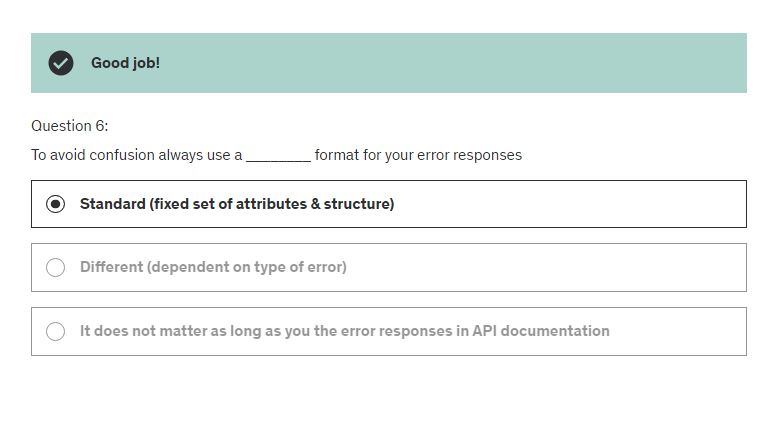 Good job!
Question 6:
To avoid confusion always use a ________ format for your error responses
Standard (fixed set of attributes & structure)
Different (dependent on type of error)
It does not matter as long as you the error responses in API documentation